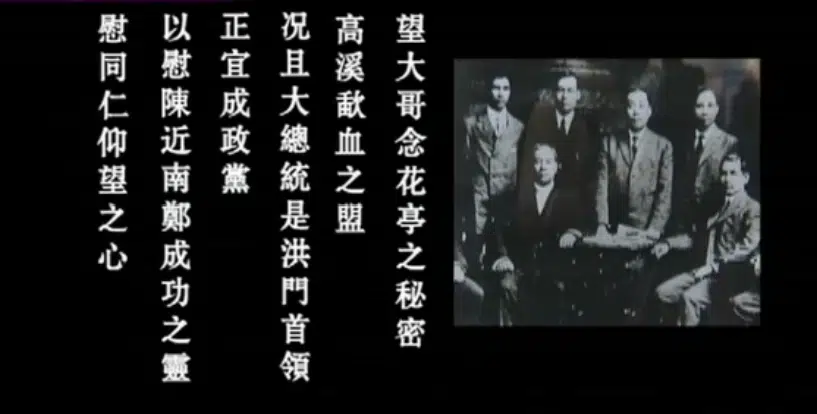 望大哥念花亭之秘密
高溪歃血之盟
况且大總統是洪門首領
正宜成政黨
以慰陳近南鄭成功之靈
慰同仁仰望之心